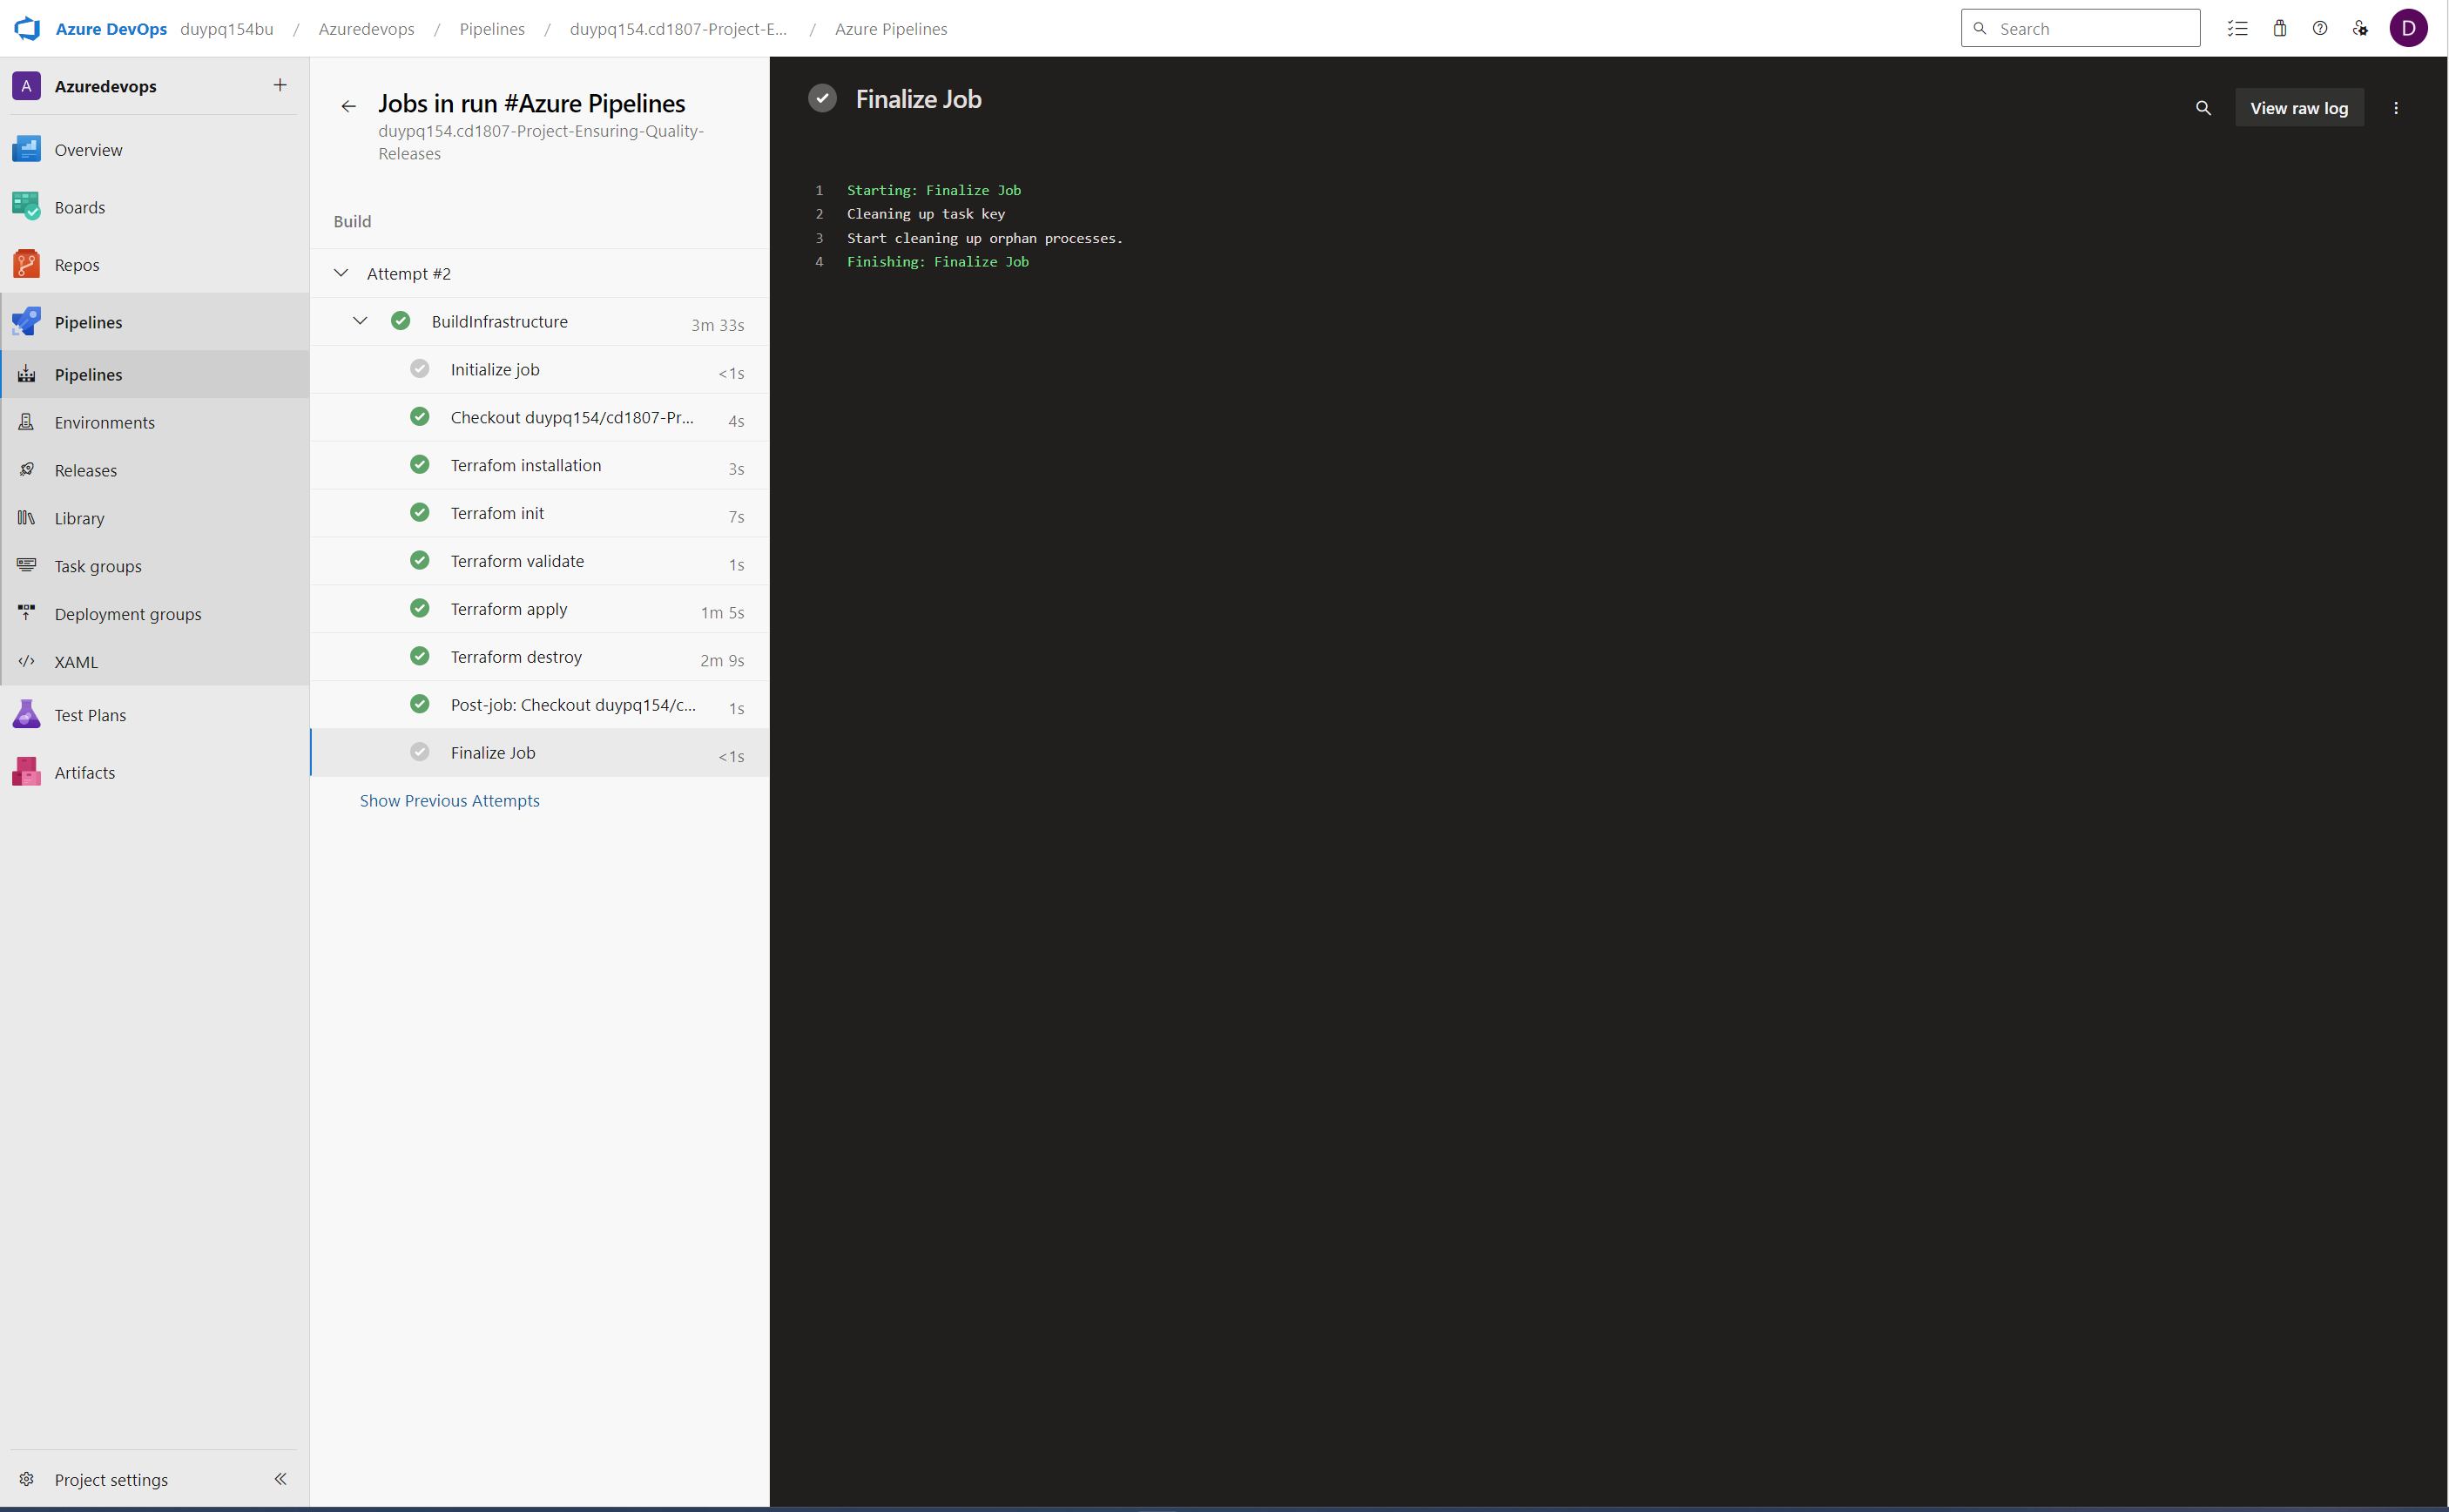 Azure DevOps duypq154bu / Azuredevops / Pipelines / duypq154.cd1807-Project-E... / Azure Pipelines
Search
D
A Azuredevops
Overview
Boards
Repos
Pipelines
Pipelines
Environments
Releases
Library
Task groups
Deployment groups
XAML
Test Plans
Artifacts
Project settings
Jobs in run #Azure Pipelines
duypq154.cd1807-Project-Ensuring-Quality-
Releases
Build
Attempt #2
BuildInfrastructure 3m 33s
Initialize job <1s
Checkout duypq154/cd1807-Pr... 4s
Terrafom installation 3s
Terrafom init 7s
Terraform validate 1s
Terraform apply 1m 5s
Terraform destroy 2m 9s
Post-job: Checkout duypq154/c... 1s
Finalize Job <1s
Show Previous Attempts
Finalize Job
View raw log
1 Starting: Finalize Job
2 Cleaning up task key
3 Start cleaning up orphan processes.
4 Finishing: Finalize Job